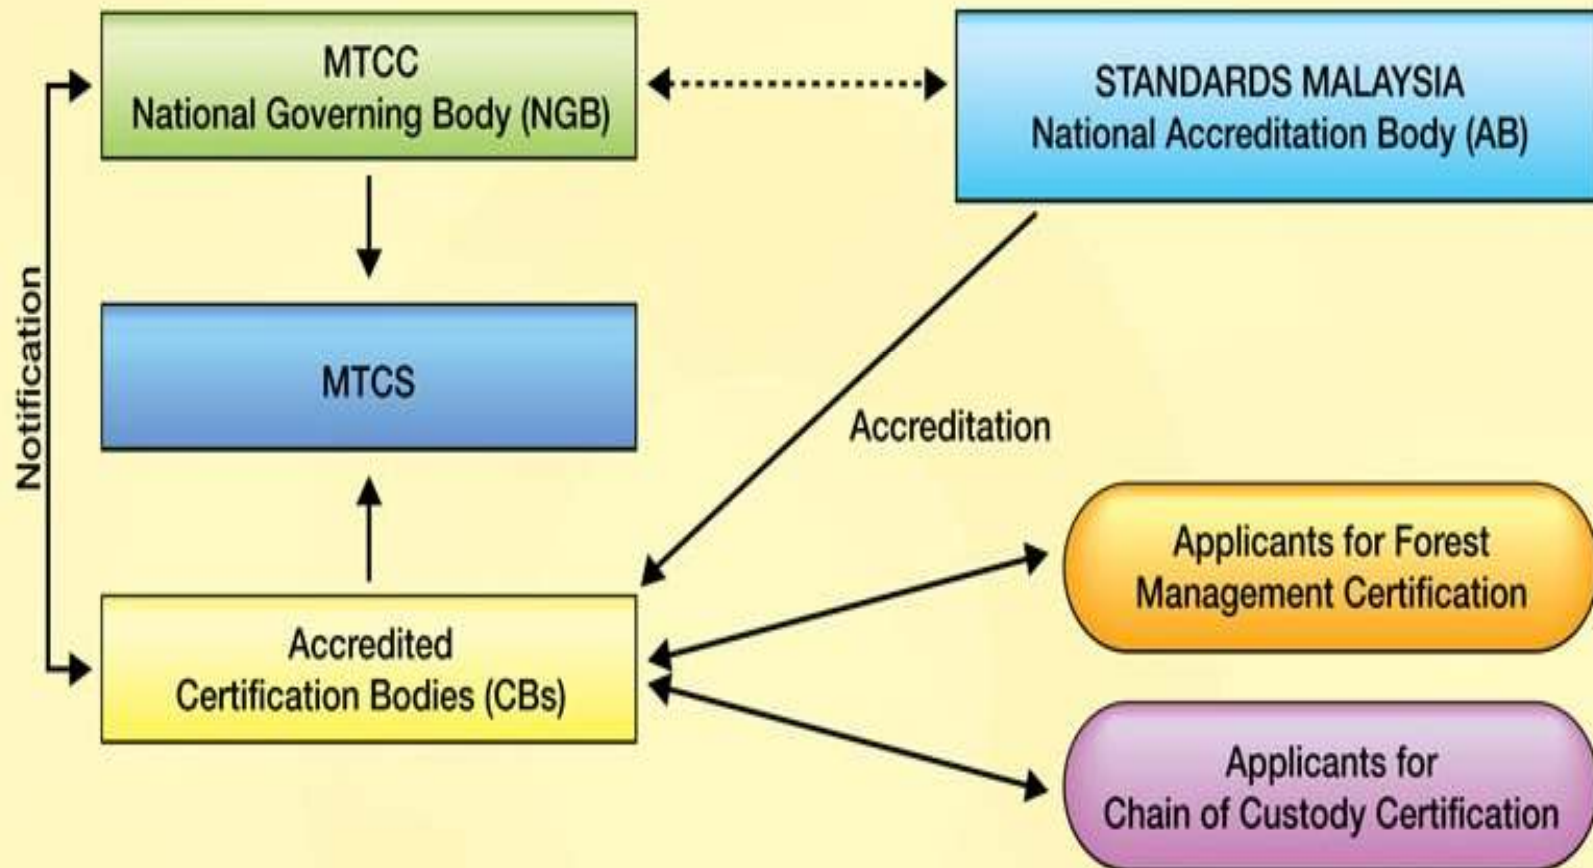 MTCC
National Governing Body (NGB)
STANDARDS MALAYSIA
National Accreditation Body (AB)
Notification
MTCS
Accreditation
Applicants for Forest
Management Certification
Accredited
Certification Bodies (CBs)
Applicants for
Chain of Custody Certification